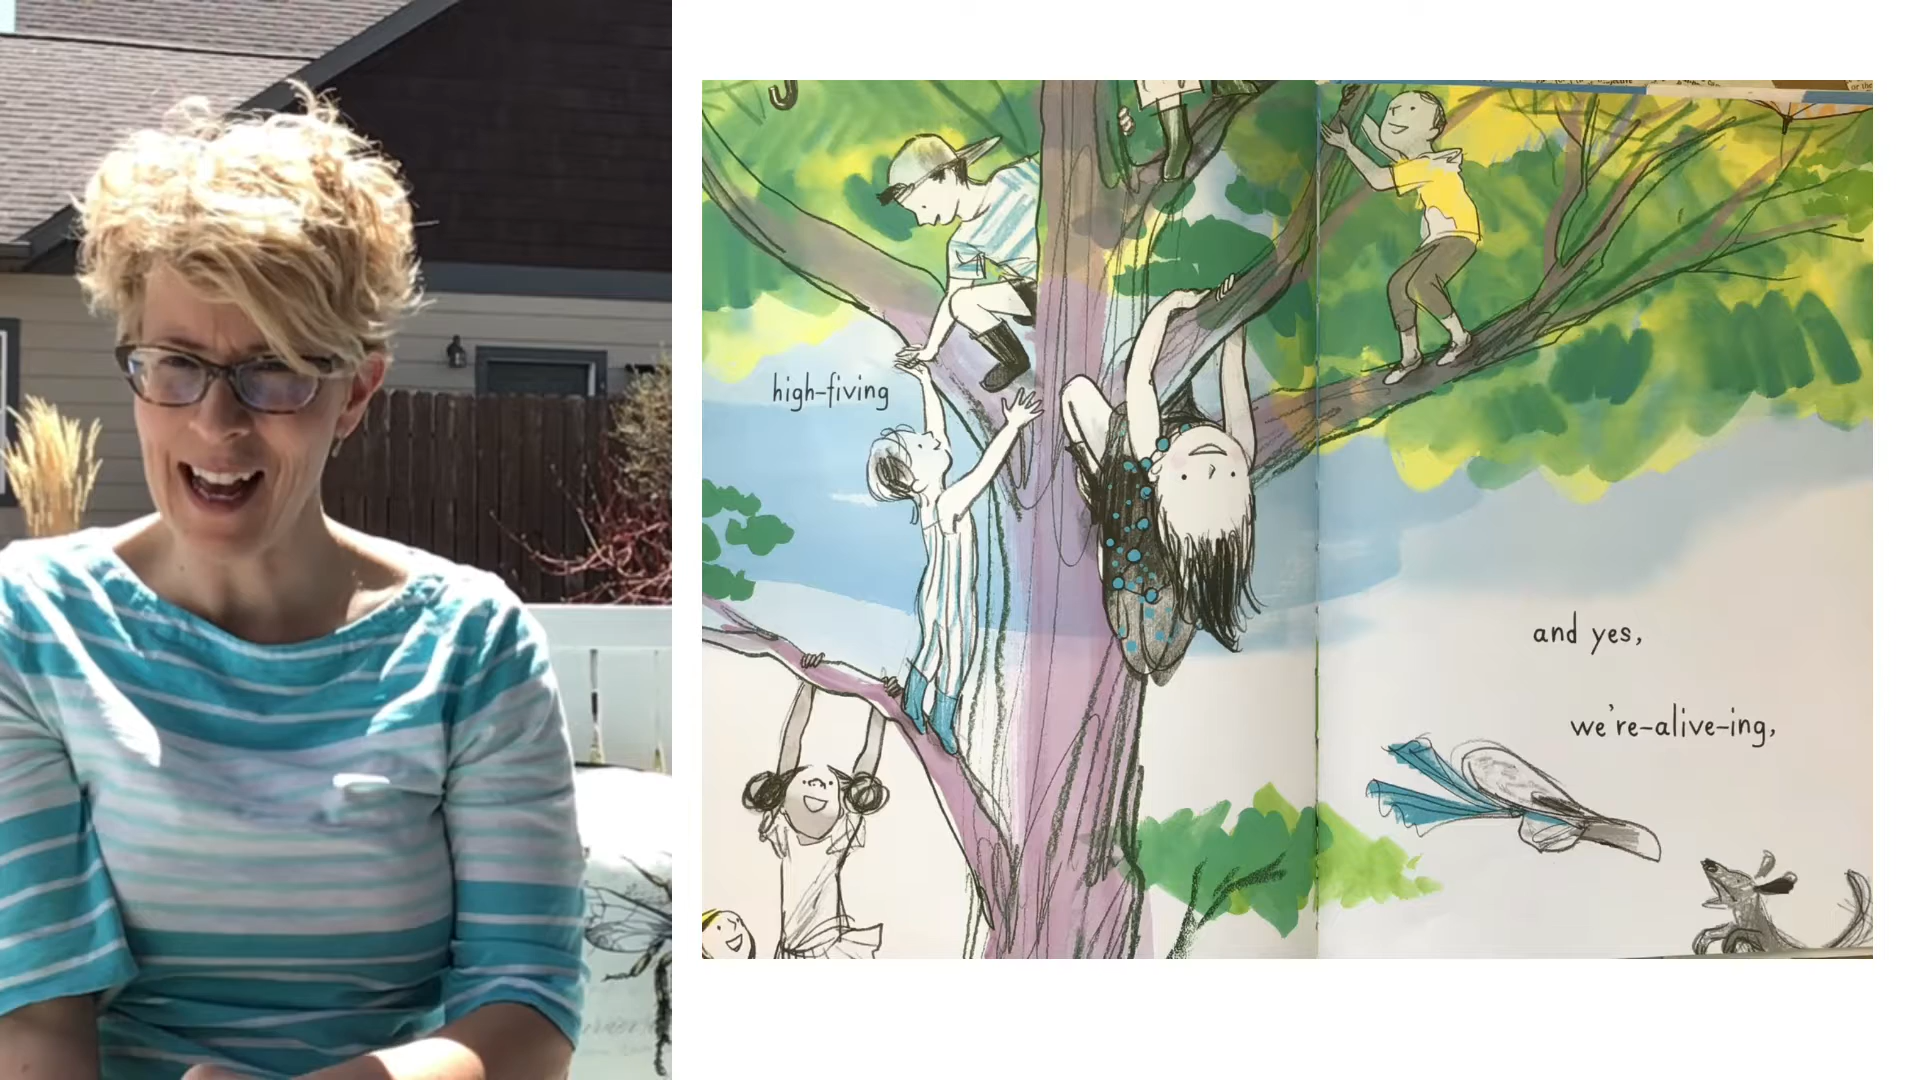 high-fiving
and yes,
we're-alive-ing,